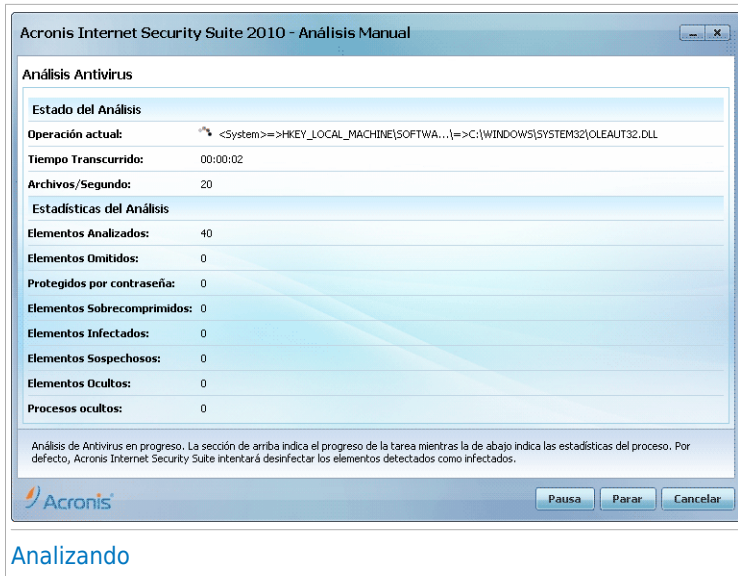 Acronis Internet Security Suite 2010 - Análisis Manual
Análisis Antivirus
Estado del Análisis
Operación actual: <System>=>HKEY_LOCAL_MACHINE\SOFTWA...\=>C:\WINDOWS\SYSTEM32\OLEAUT32.DLL
Tiempo Transcurrido: 00:00:02
Archivos/Segundo: 20
Estadísticas del Análisis
Elementos Analizados: 40
Elementos Omitidos: 0
Protegidos por contraseña: 0
Elementos Sobrecomprimidos: 0
Elementos Infectados: 0
Elementos Sospechosos: 0
Elementos Ocultos: 0
Procesos ocultos: 0
Análisis de Antivirus en progreso. La sección de arriba indica el progreso de la tarea mientras la de abajo indica las estadísticas del proceso. Por
defecto, Acronis Internet Security Suite intentará desinfectar los elementos detectados como infectados.
Acronis
Pausa Parar Cancelar
Analizando